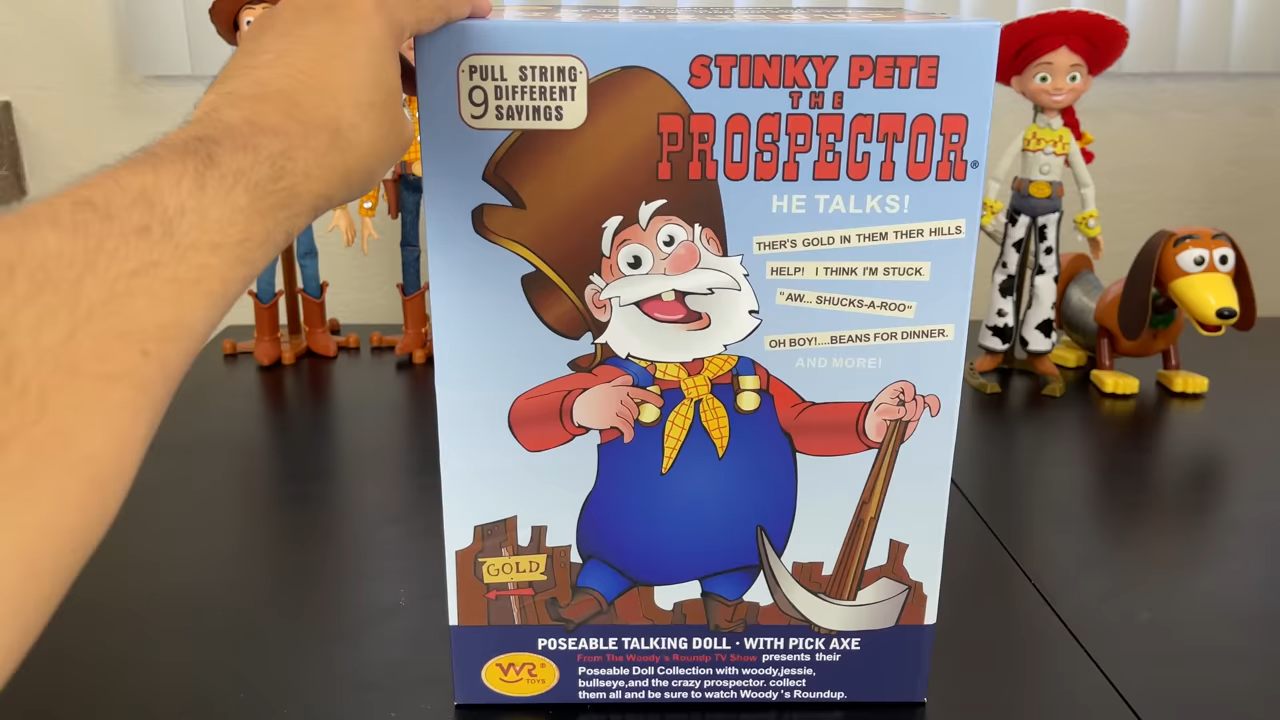 PULL STRING
9 DIFFERENT
SAYINGS
STINKY PETE
THE
PROSPECTOR®
HE TALKS!
THER'S GOLD IN THEM THER HILLS.
HELP! I THINK I'M STUCK.
"AW... SHUCKS-A-ROO"
OH BOY!....BEANS FOR DINNER.
AND MORE!
GOLD
POSEABLE TALKING DOLL · WITH PICK AXE
From The Woody's Roundup TV Show presents their
Poseable Doll Collection with woody,jessie,
bullseye,and the crazy prospector. collect
them all and be sure to watch Woody's Roundup.
WR®
TOYS